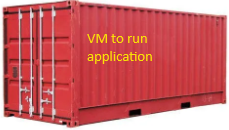 VM to run
application